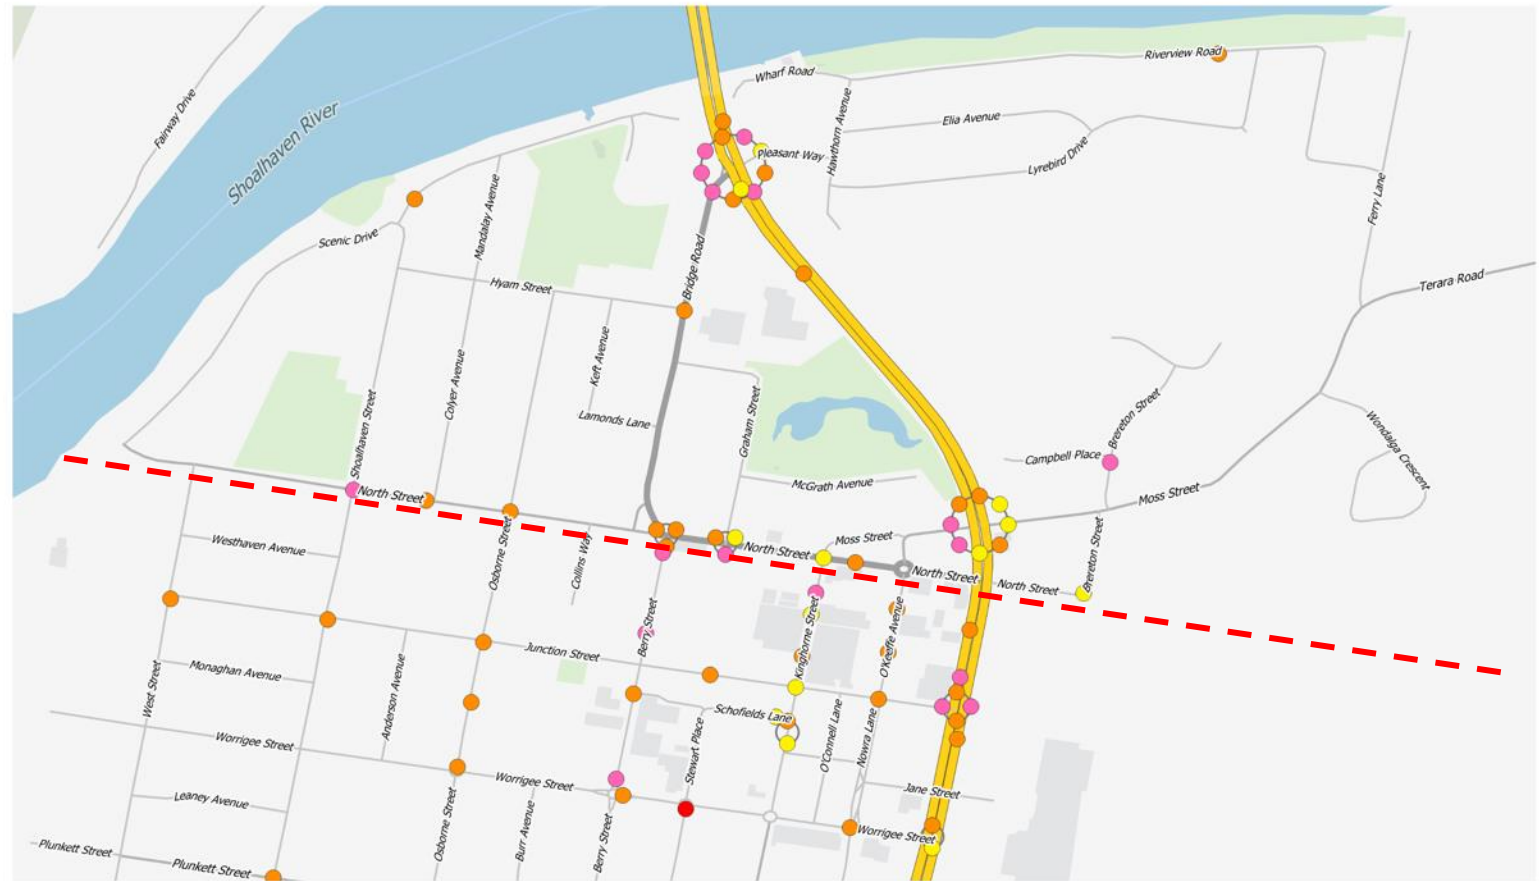 Riverview Road
Wharf Road
Fairway Drive
Shoalhaven River
Hawthorn Avenue
Elia Avenue
Pleasant Way
Lyrebird Drive
Ferry Lane
Mandalay Avenue
Scenic Drive
Bridge Road
Hyam Street
Terara Road
Keft Avenue
Colyer Avenue
Lamonds Lane
Graham Street
Shoalhaven Street
Brereton Street
Wondalga Crescent
Campbell Place
McGrath Avenue
Moss Street
North Street
Osborne Street
Westhaven Avenue
Collins Way
North Street
Moss Street
North Street
North Street
Brereton Street
Berry Street
Kinghorne Street
O'Keeffe Avenue
Junction Street
Monaghan Avenue
West Street
Anderson Avenue
Schofields Lane
Stewart Place
O'Connell Lane
Nowra Lane
Worrigee Street
Worrigee Street
Jane Street
Leaney Avenue
Osborne Street
Burr Avenue
Berry Street
Worrigee Street
Plunkett Street
Plunkett Street